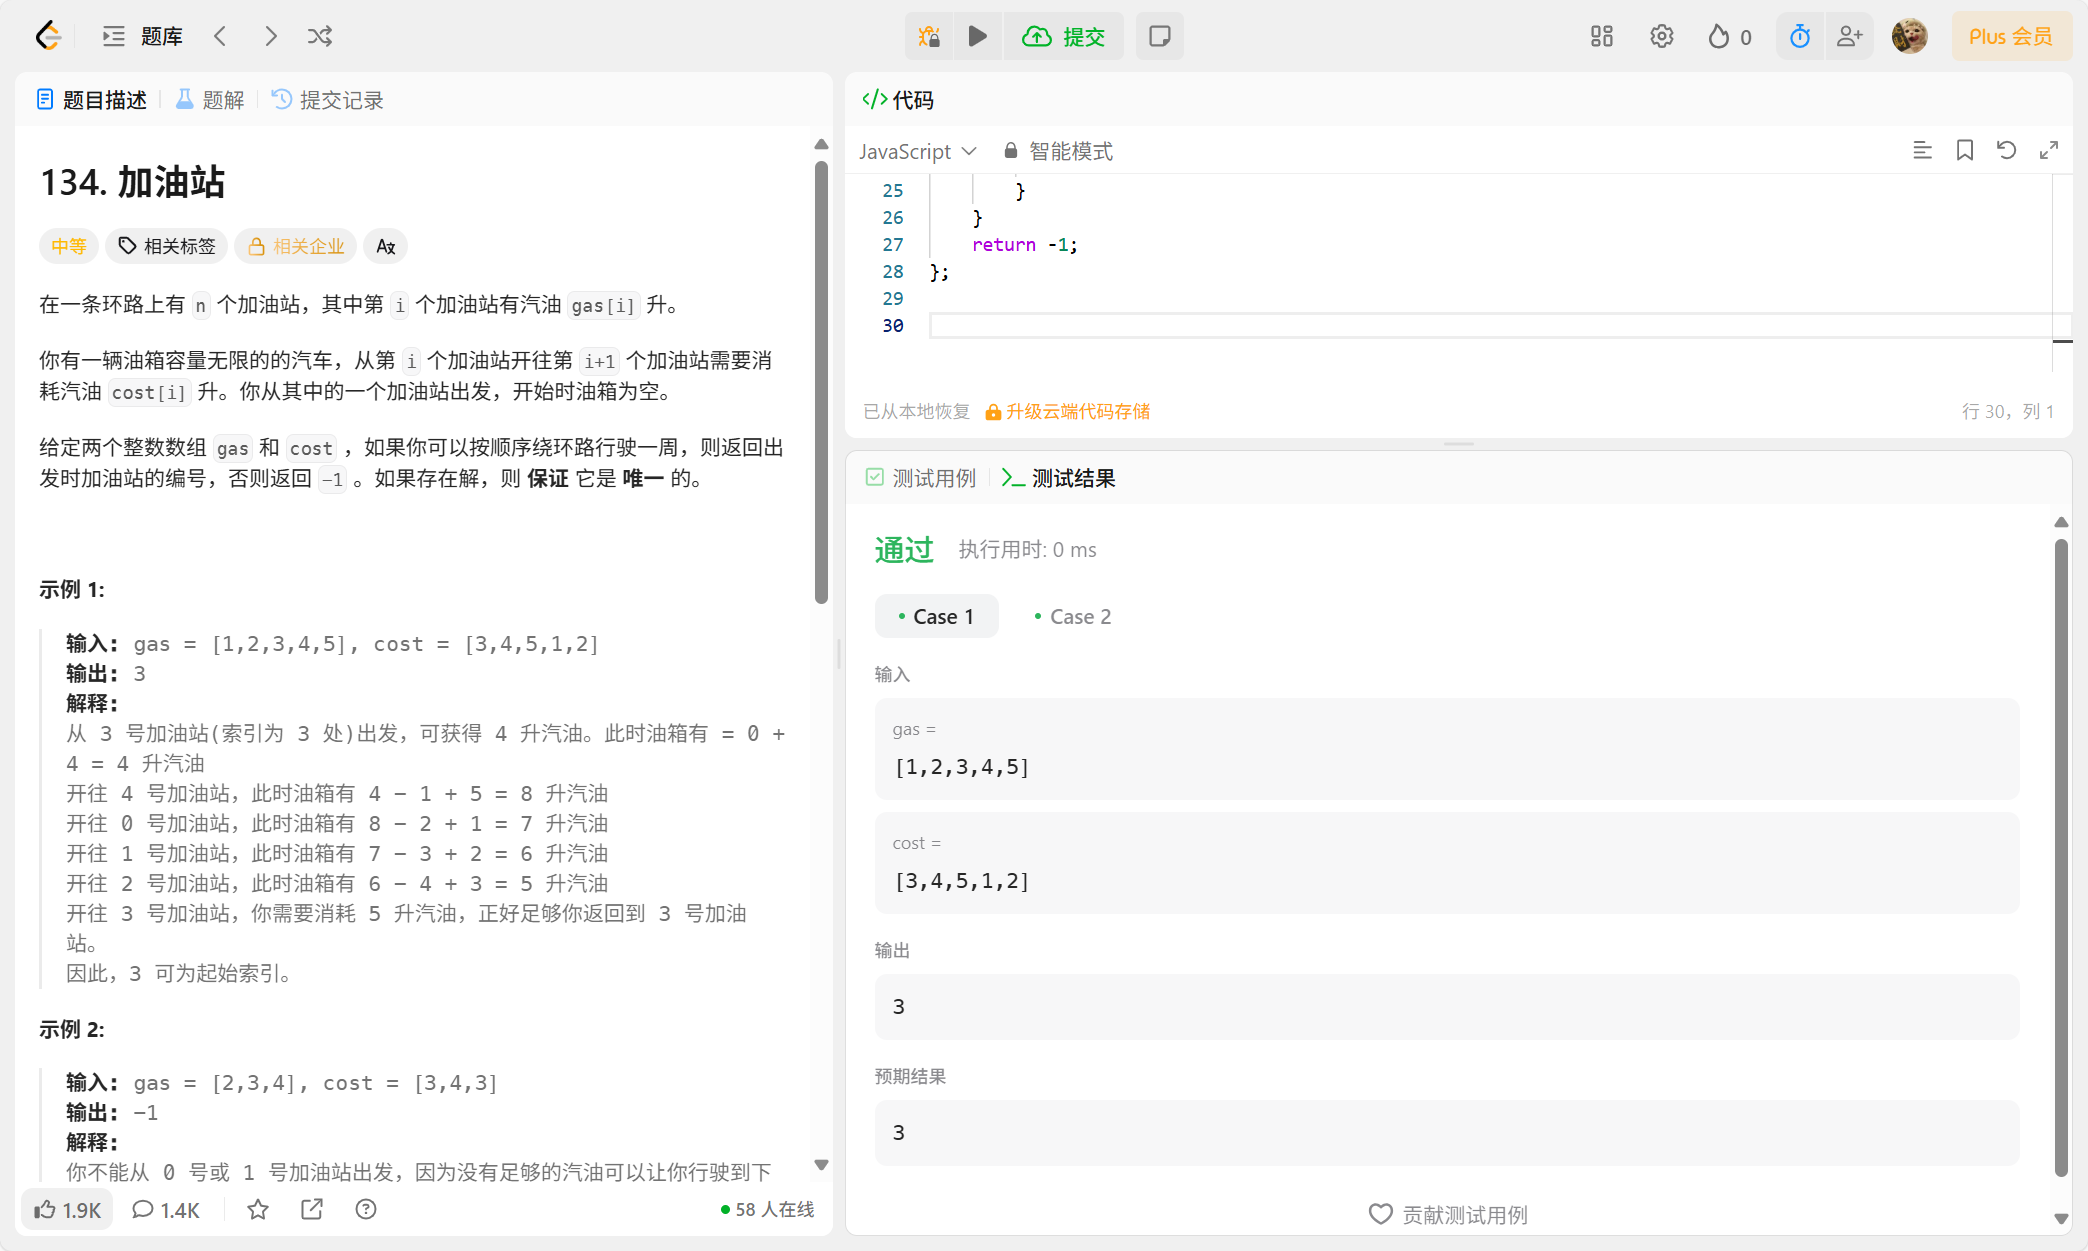 题库
提交
0
Plus 会员
题目描述
题解
提交记录
134. 加油站
中等
相关标签
相关企业
在一条环路上有 n 个加油站，其中第 i 个加油站有汽油 gas[i] 升。
你有一辆油箱容量无限的的汽车，从第 i 个加油站开往第 i+1 个加油站需要消
耗汽油 cost[i] 升。你从其中的一个加油站出发，开始时油箱为空。
给定两个整数数组 gas 和 cost ，如果你可以按顺序绕环路行驶一周，则返回出
发时加油站的编号，否则返回 -1 。如果存在解，则 保证 它是 唯一 的。
示例 1:
输入: gas = [1,2,3,4,5], cost = [3,4,5,1,2]
输出: 3
解释:
从 3 号加油站(索引为 3 处)出发，可获得 4 升汽油。此时油箱有 = 0 +
4 = 4 升汽油
开往 4 号加油站，此时油箱有 4 - 1 + 5 = 8 升汽油
开往 0 号加油站，此时油箱有 8 - 2 + 1 = 7 升汽油
开往 1 号加油站，此时油箱有 7 - 3 + 2 = 6 升汽油
开往 2 号加油站，此时油箱有 6 - 4 + 3 = 5 升汽油
开往 3 号加油站，你需要消耗 5 升汽油，正好足够你返回到 3 号加油
站。
因此，3 可为起始索引。
示例 2:
输入: gas = [2,3,4], cost = [3,4,3]
输出: -1
解释:
你不能从 0 号或 1 号加油站出发，因为没有足够的汽油可以让你行驶到下
1.9K
1.4K
58 人在线
代码
JavaScript
智能模式
25 }
26 }
27 return -1;
28 };
29
30
已从本地恢复
升级云端代码存储
行 30，列 1
测试用例
测试结果
通过
执行用时: 0 ms
Case 1
Case 2
输入
gas =
[1,2,3,4,5]
cost =
[3,4,5,1,2]
输出
3
预期结果
3
贡献测试用例